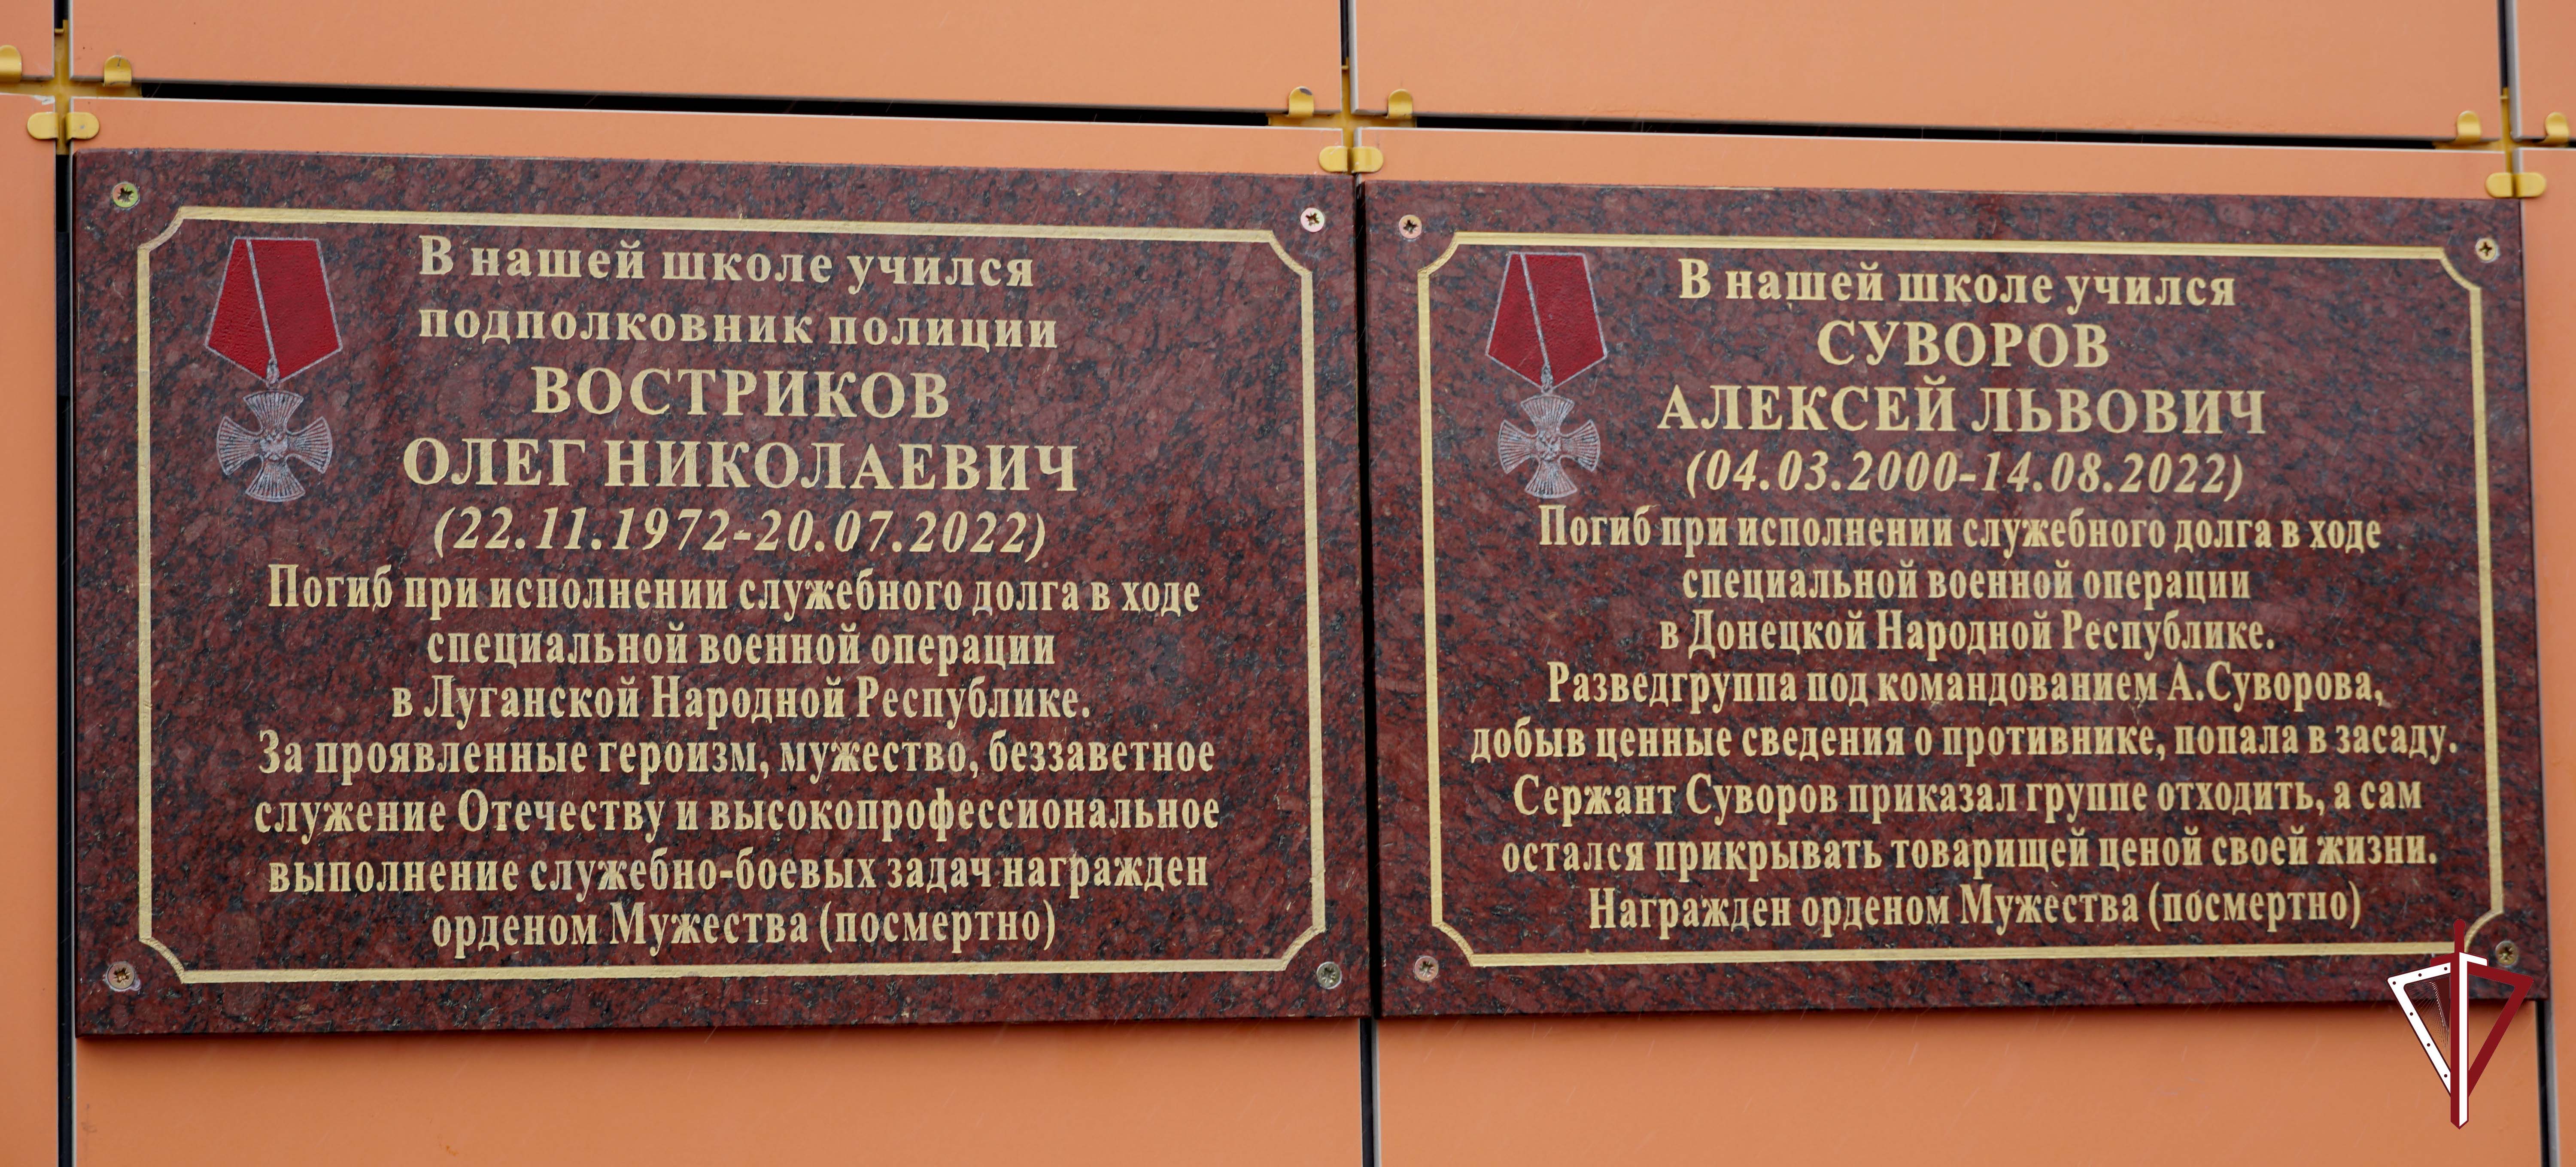 В нашей школе учился
подполковник полиции
ВОСТРИКОВ
ОЛЕГ НИКОЛАЕВИЧ
(22.11.1972-20.07.2022)
Погиб при исполнении служебного долга в ходе
специальной военной операции
в Луганской Народной Республике.
За проявленные героизм, мужество, беззаветное
служение Отечеству и высокопрофессиональное
выполнение служебно-боевых задач награжден
орденом Мужества (посмертно)
В нашей школе учился
СУВОРОВ
АЛЕКСЕЙ ЛЬВОВИЧ
(04.03.2000-14.08.2022)
Погиб при исполнении служебного долга в ходе
специальной военной операции
в Донецкой Народной Республике.
Разведгруппа под командованием А.Суворова,
добыв ценные сведения о противнике, попала в засаду.
Сержант Суворов приказал группе отходить, а сам
остался прикрывать товарищей ценой своей жизни.
Награжден орденом Мужества (посмертно)